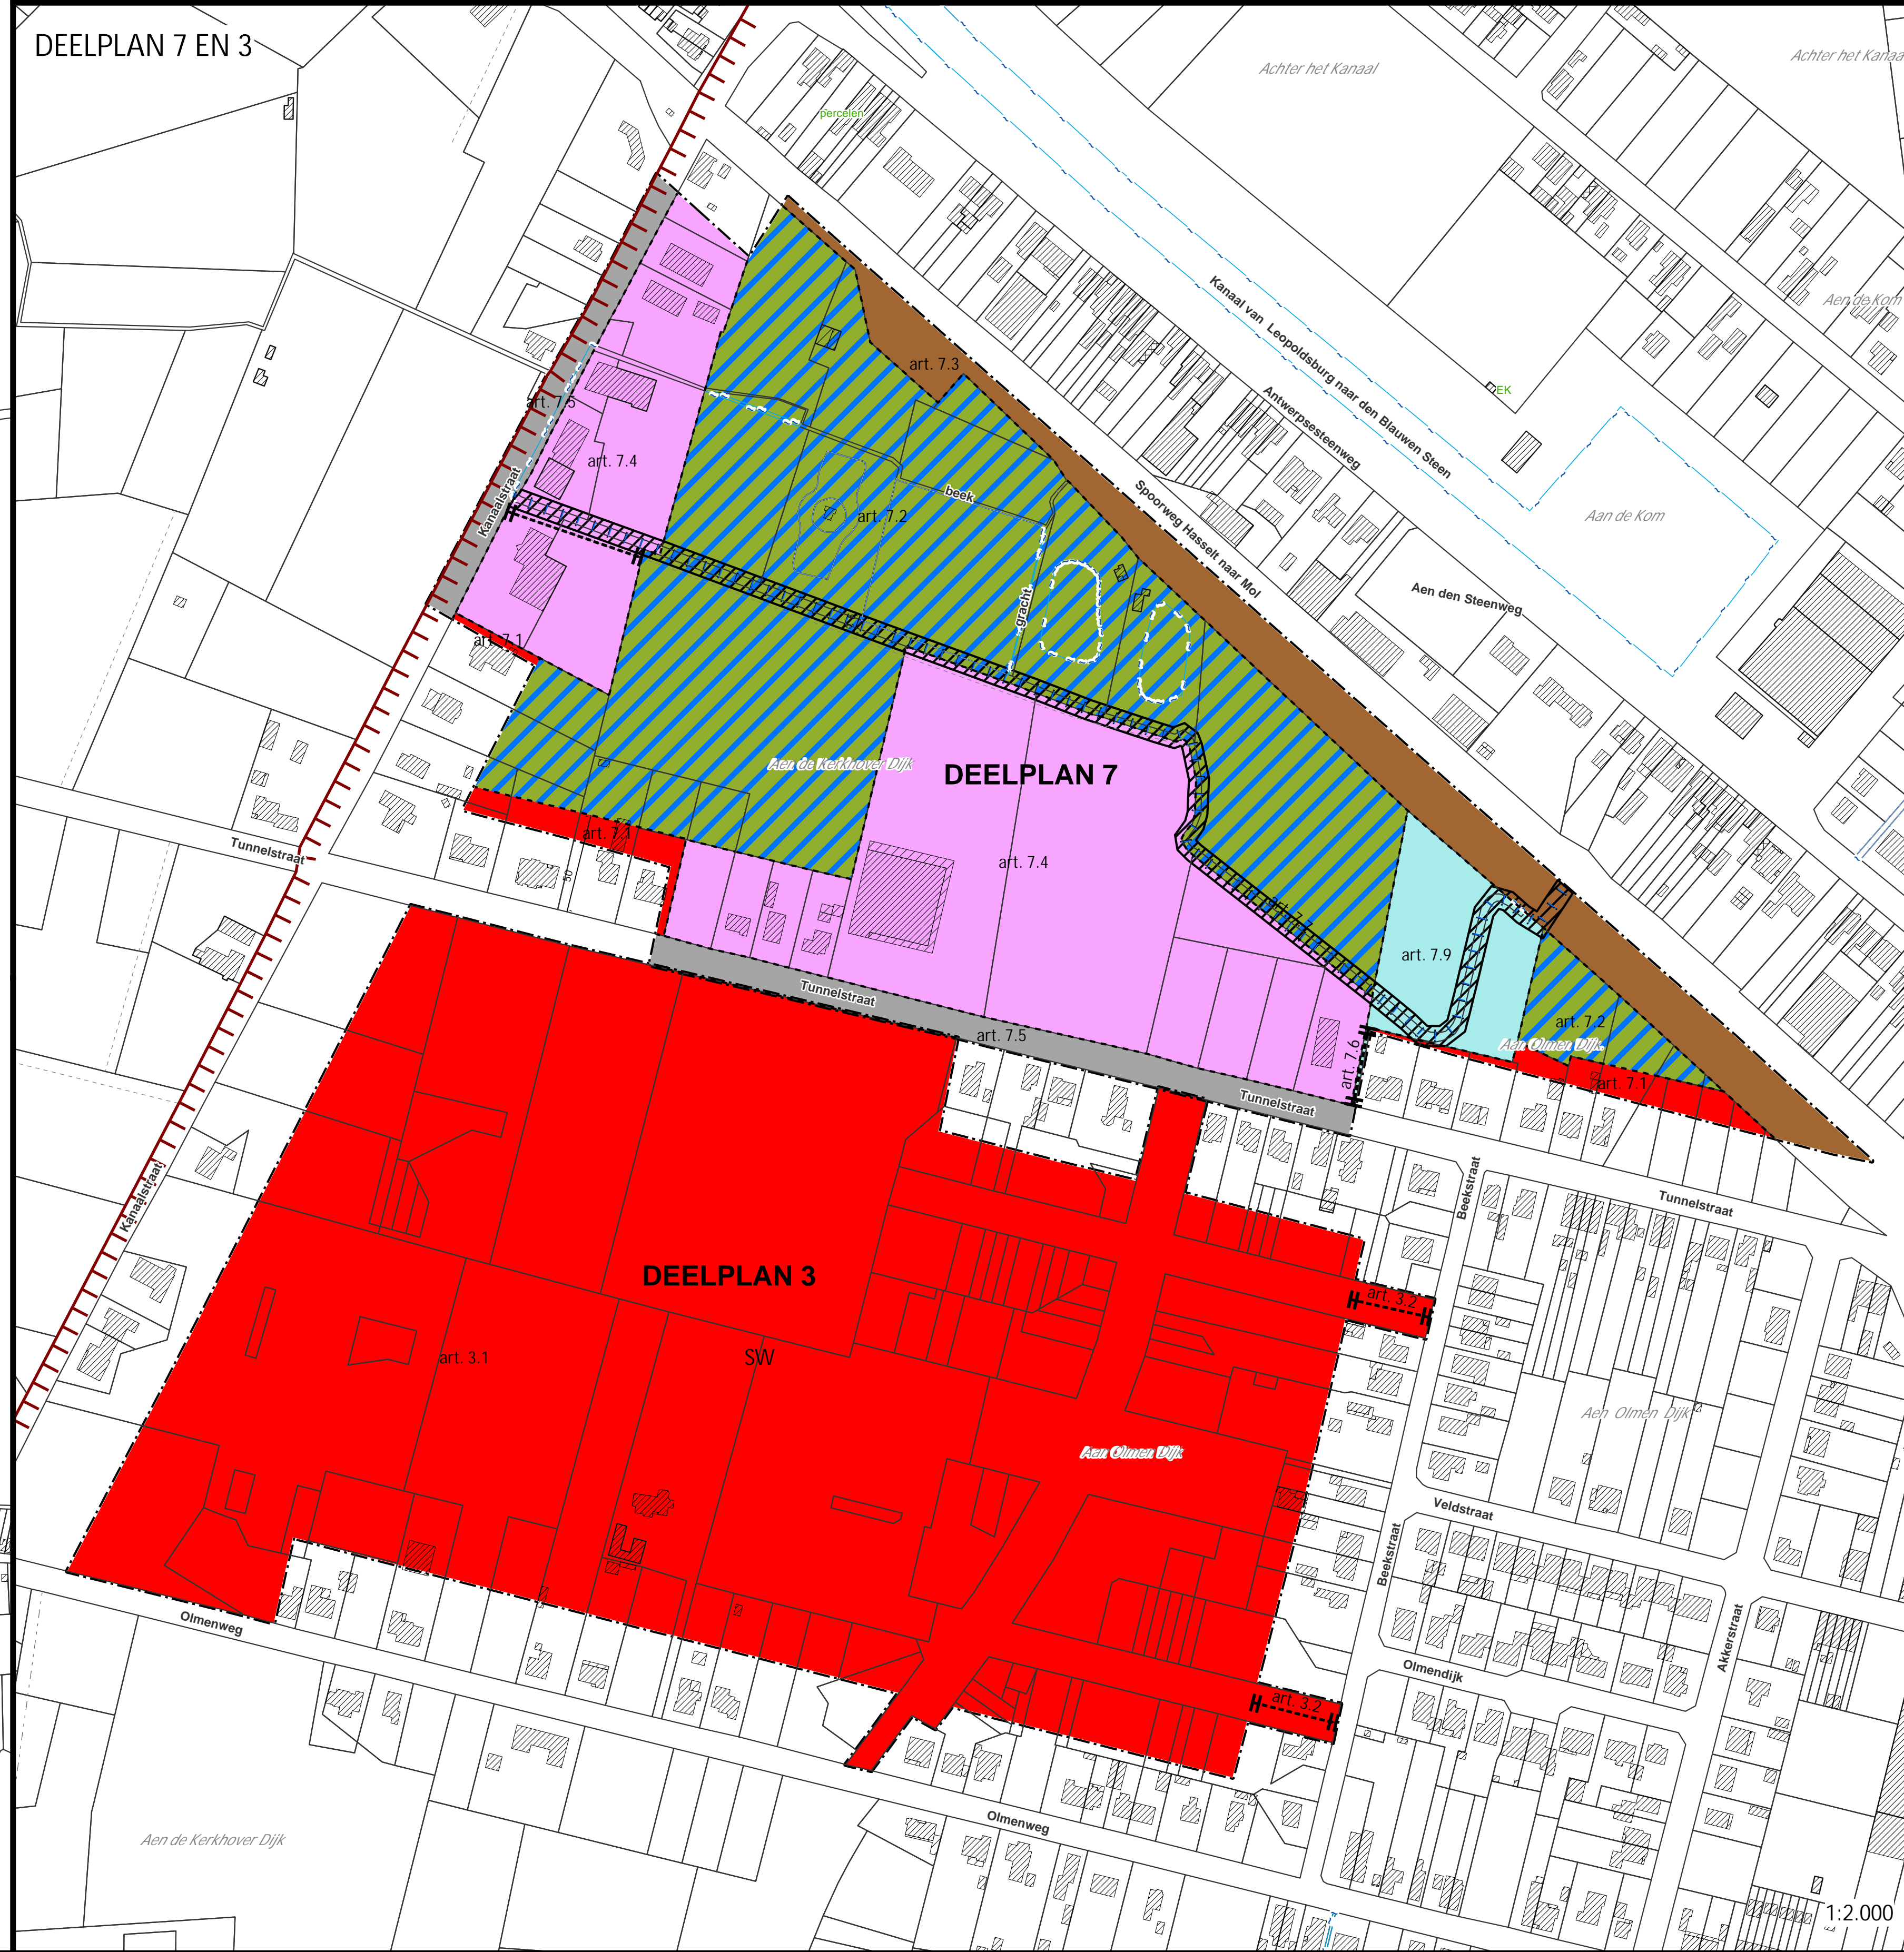 DEELPLAN 7 EN 3
Achter het Kanaal
percelen
Kanaal van Leopoldsburg naar den Blauwen Steen
Aen de Kom
art. 7.3
EK
Antwerpsesteenweg
art. 7.5
art. 7.4
Kanaalstraat
beek
art. 7.2
Spoorweg Hasselt naar Mol
Aan de Kom
Aen den Steenweg
gracht
art. 7.1
Aen de Kerkhover Dijk
DEELPLAN 7
art. 7.1
Tunnelstraat
50
art. 7.4
art. 7.9
Tunnelstraat
art. 7.5
art. 7.2
Aan Olmen Dijk
art. 7.6
art. 7.1
Tunnelstraat
Beekstraat
Tunnelstraat
Kanaalstraat
DEELPLAN 3
art. 3.2
art. 3.1
SW
Aen Olmen Dijk
Aan Olmen Dijk
Veldstraat
Beekstraat
Olmenweg
Akkerstraat
Olmendijk
art. 3.2
Olmenweg
Aen de Kerkhover Dijk
1:2.000